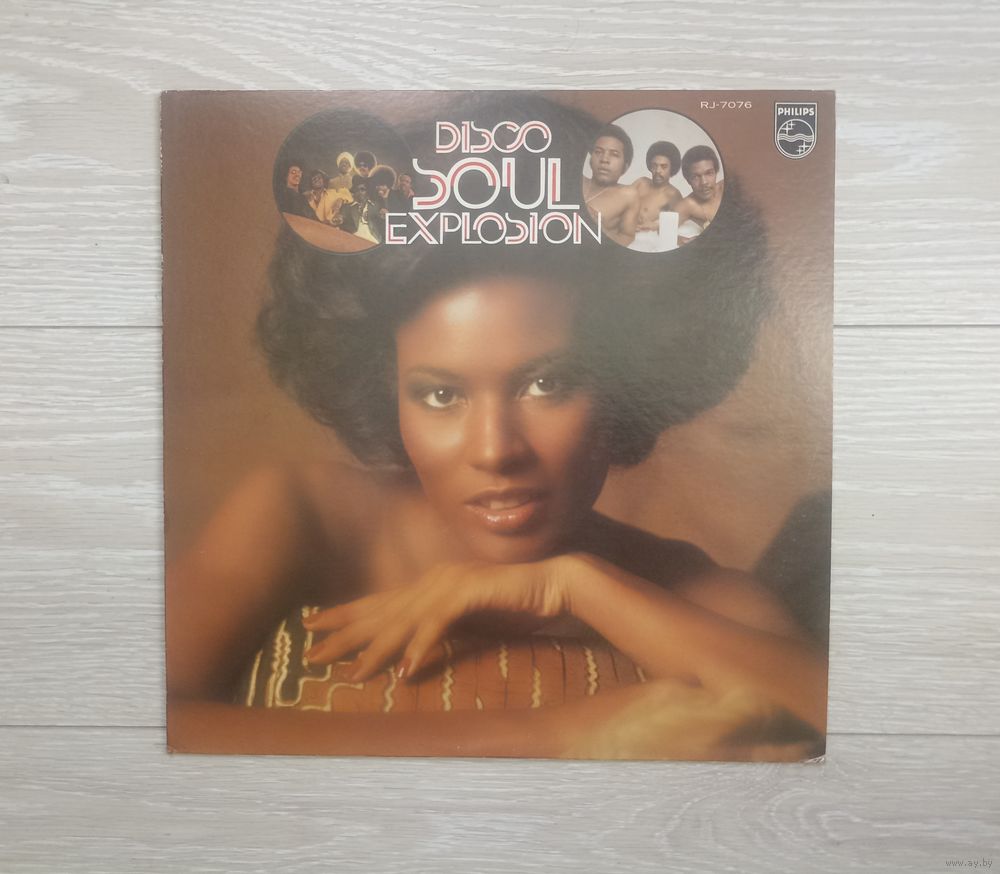 RJ-7076
PHILIPS
DISCO
SOUL
EXPLOSION
www.ay.by